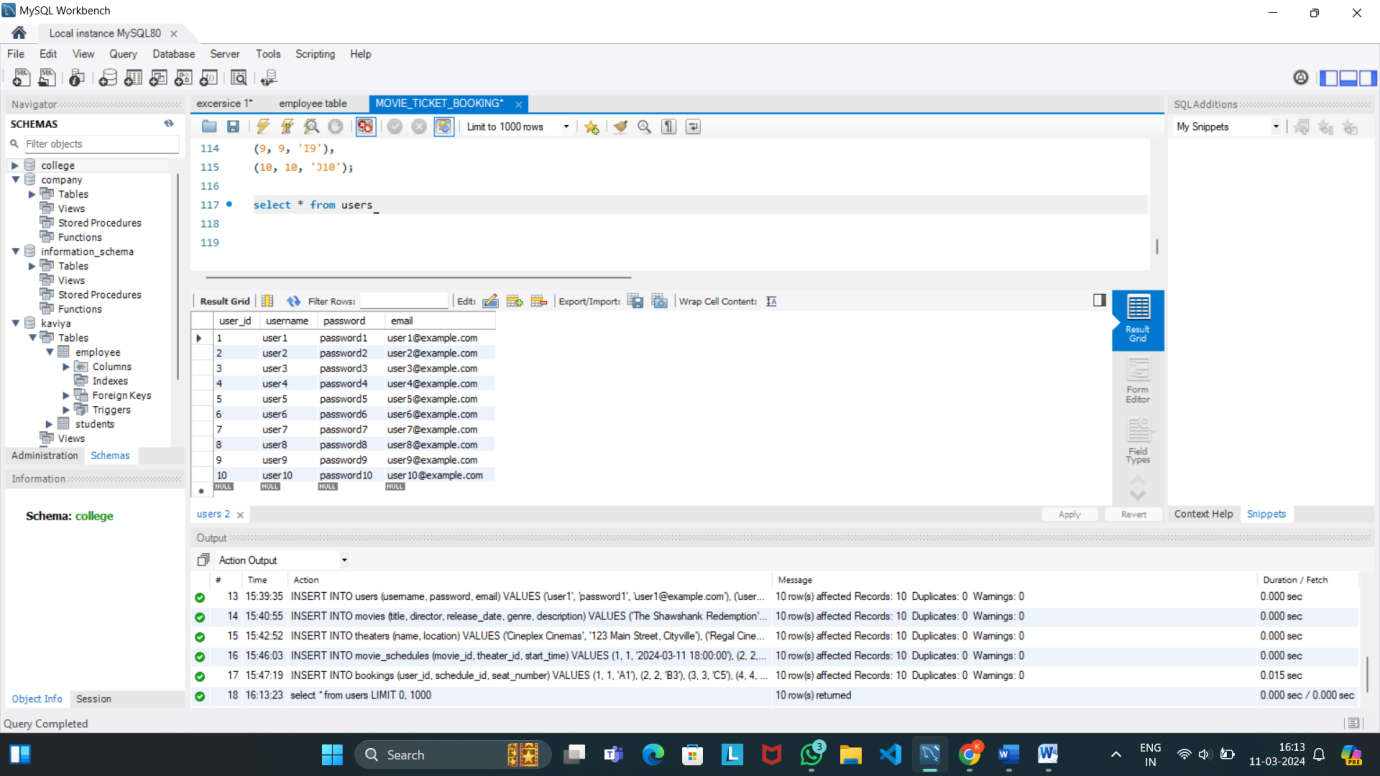 MySQL Workbench
Local instance MySQL80
File Edit View Query Database Server Tools Scripting Help
Navigator
SCHEMAS
Filter objects
college
company
Tables
Views
Stored Procedures
Functions
information_schema
Tables
Views
Stored Procedures
Functions
kaviya
Tables
employee
Columns
Indexes
Foreign Keys
Triggers
students
Views
Administration Schemas
Information
Schema: college
Object Info Session
Query Completed
excersice 1* employee table MOVIE_TICKET_BOOKING*
Limit to 1000 rows
114 (9, 9, 'I9'),
115 (10, 10, 'J10');
116
117 select * from users
118
119
Result Grid Filter Rows: Edit: Export/Import: Wrap Cell Content:
user_id username password email
1 user1 password1 user1@example.com
2 user2 password2 user2@example.com
3 user3 password3 user3@example.com
4 user4 password4 user4@example.com
5 user5 password5 user5@example.com
6 user6 password6 user6@example.com
7 user7 password7 user7@example.com
8 user8 password8 user8@example.com
9 user9 password9 user9@example.com
10 user10 password10 user10@example.com
NULL NULL NULL NULL
Result
Grid
Form
Editor
Field
Types
users 2 Apply Revert
SQLAdditions
My Snippets
Context Help Snippets
Output
Action Output
# Time Action Message Duration / Fetch
13 15:39:35 INSERT INTO users (username, password, email) VALUES ('user1', 'password1', 'user1@example.com'), ('user... 10 row(s) affected Records: 10 Duplicates: 0 Warnings: 0 0.000 sec
14 15:40:55 INSERT INTO movies (title, director, release_date, genre, description) VALUES ('The Shawshank Redemption'... 10 row(s) affected Records: 10 Duplicates: 0 Warnings: 0 0.000 sec
15 15:42:52 INSERT INTO theaters (name, location) VALUES ('Cineplex Cinemas', '123 Main Street, Cityville'), ('Regal Cine... 10 row(s) affected Records: 10 Duplicates: 0 Warnings: 0 0.000 sec
16 15:46:03 INSERT INTO movie_schedules (movie_id, theater_id, start_time) VALUES (1, 1, '2024-03-11 18:00:00'), (2, 2,... 10 row(s) affected Records: 10 Duplicates: 0 Warnings: 0 0.000 sec
17 15:47:19 INSERT INTO bookings (user_id, schedule_id, seat_number) VALUES (1, 1, 'A1'), (2, 2, 'B3'), (3, 3, 'C5'), (4, 4, ... 10 row(s) affected Records: 10 Duplicates: 0 Warnings: 0 0.015 sec
18 16:13:23 select * from users LIMIT 0, 1000 10 row(s) returned 0.000 sec / 0.000 sec
Search
3
K
ENG
IN
16:13
11-03-2024
PRE